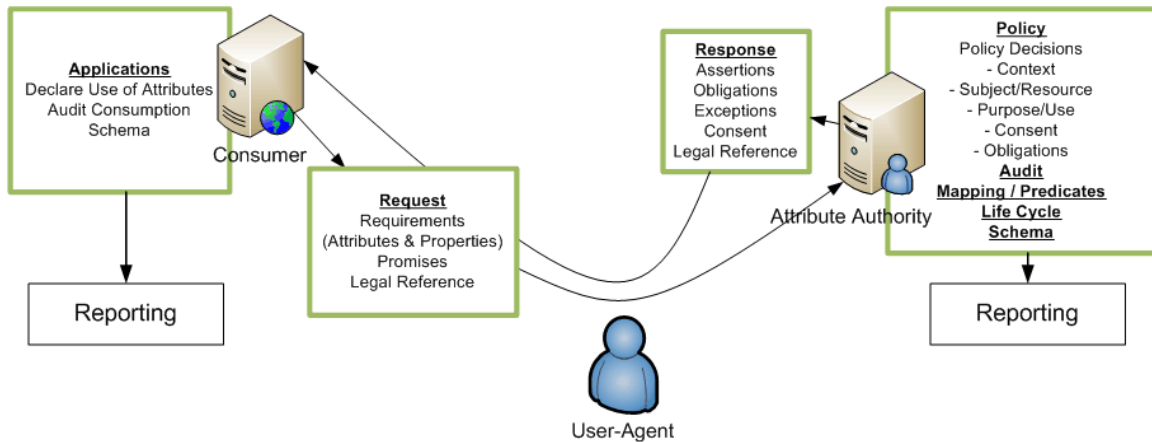 Applications
Declare Use of Attributes
Audit Consumption
Schema
Consumer
Reporting
Request
Requirements
(Attributes & Properties)
Promises
Legal Reference
Response
Assertions
Obligations
Exceptions
Consent
Legal Reference
Attribute Authority
Policy
Policy Decisions
- Context
- Subject/Resource
- Purpose/Use
- Consent
- Obligations
Audit
Mapping / Predicates
Life Cycle
Schema
Reporting
User-Agent